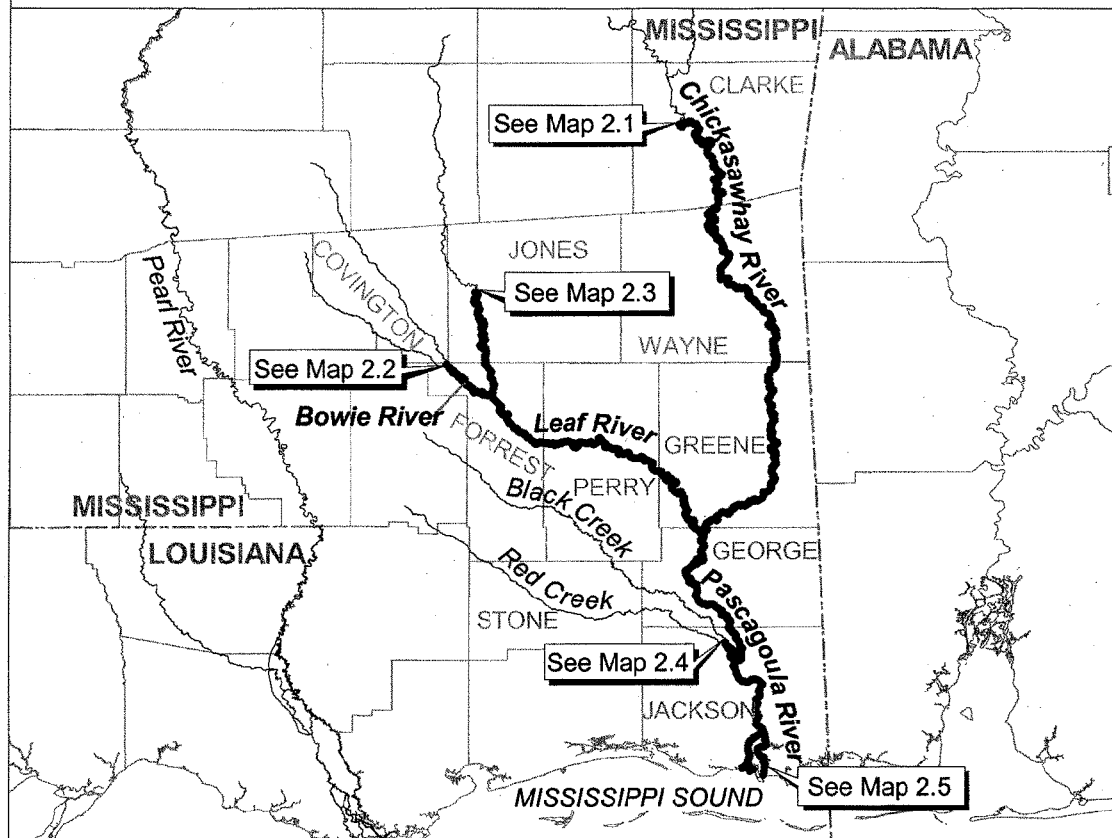 MISSISSIPPI
ALABAMA
CLARKE
See Map 2.1
Chickasawhay River
COVINGTON
JONES
Pearl River
See Map 2.3
WAYNE
See Map 2.2
Bowie River
FORREST
Leaf River
GREENE
PERRY
Black Creek
MISSISSIPPI
LOUISIANA
GEORGE
Red Creek
Pascagoula River
STONE
See Map 2.4
JACKSON
See Map 2.5
MISSISSIPPI SOUND